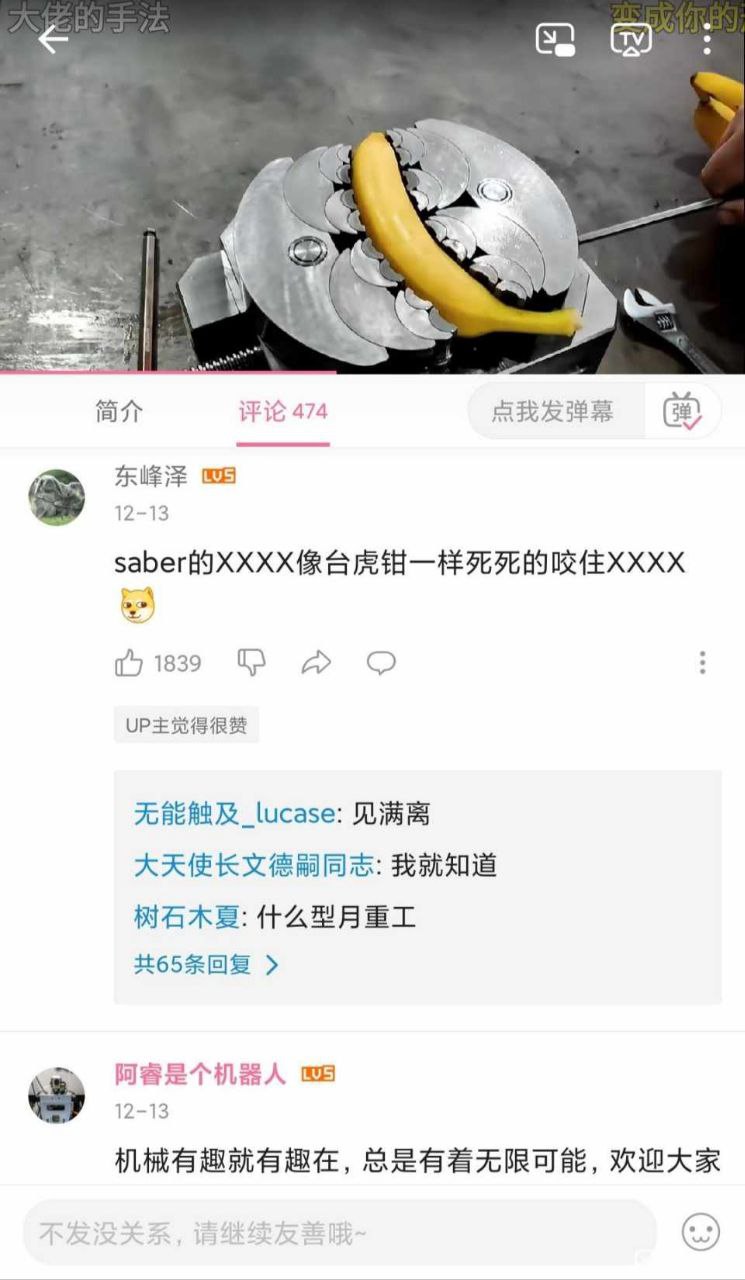 大佬的手法
变成你的
TV
简介
评论 474
点我发弹幕
弹
东峰泽 LV5
12-13
saber的XXXX像台虎钳一样死死的咬住XXXX
1839
UP主觉得很赞
无能触及_lucase: 见满离
大天使长文德嗣同志: 我就知道
树石木夏: 什么型月重工
共65条回复
阿睿是个机器人 LV5
12-13
机械有趣就有趣在，总是有着无限可能，欢迎大家
不发没关系，请继续友善哦~